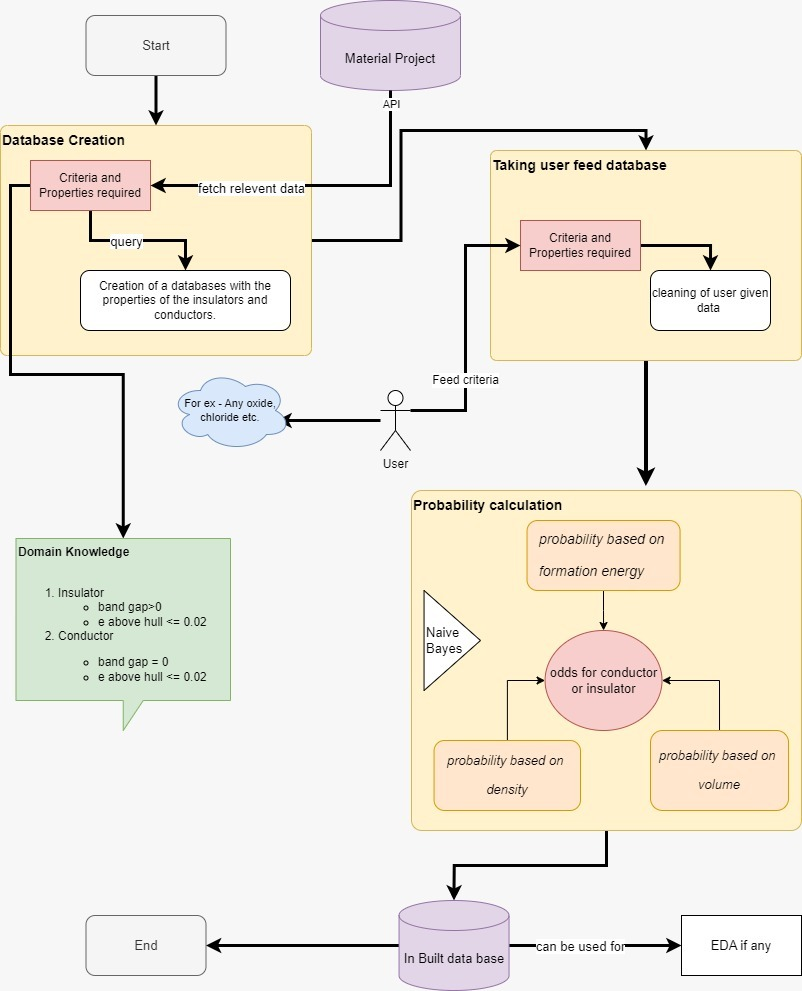 Start
Material Project
API
Database Creation
Criteria and
Properties required
fetch relevent data
query
Creation of a databases with the
properties of the insulators and
conductors.
Taking user feed database
Criteria and
Properties required
cleaning of user given
data
Feed criteria
For ex - Any oxide,
chloride etc.
User
Domain Knowledge
1. Insulator
band gap>0
e above hull <= 0.02
2. Conductor
band gap = 0
e above hull <= 0.02
Probability calculation
probability based on
formation energy
Naive
Bayes
odds for conductor
or insulator
probability based on
density
probability based on
volume
End
In Built data base
can be used for
EDA if any